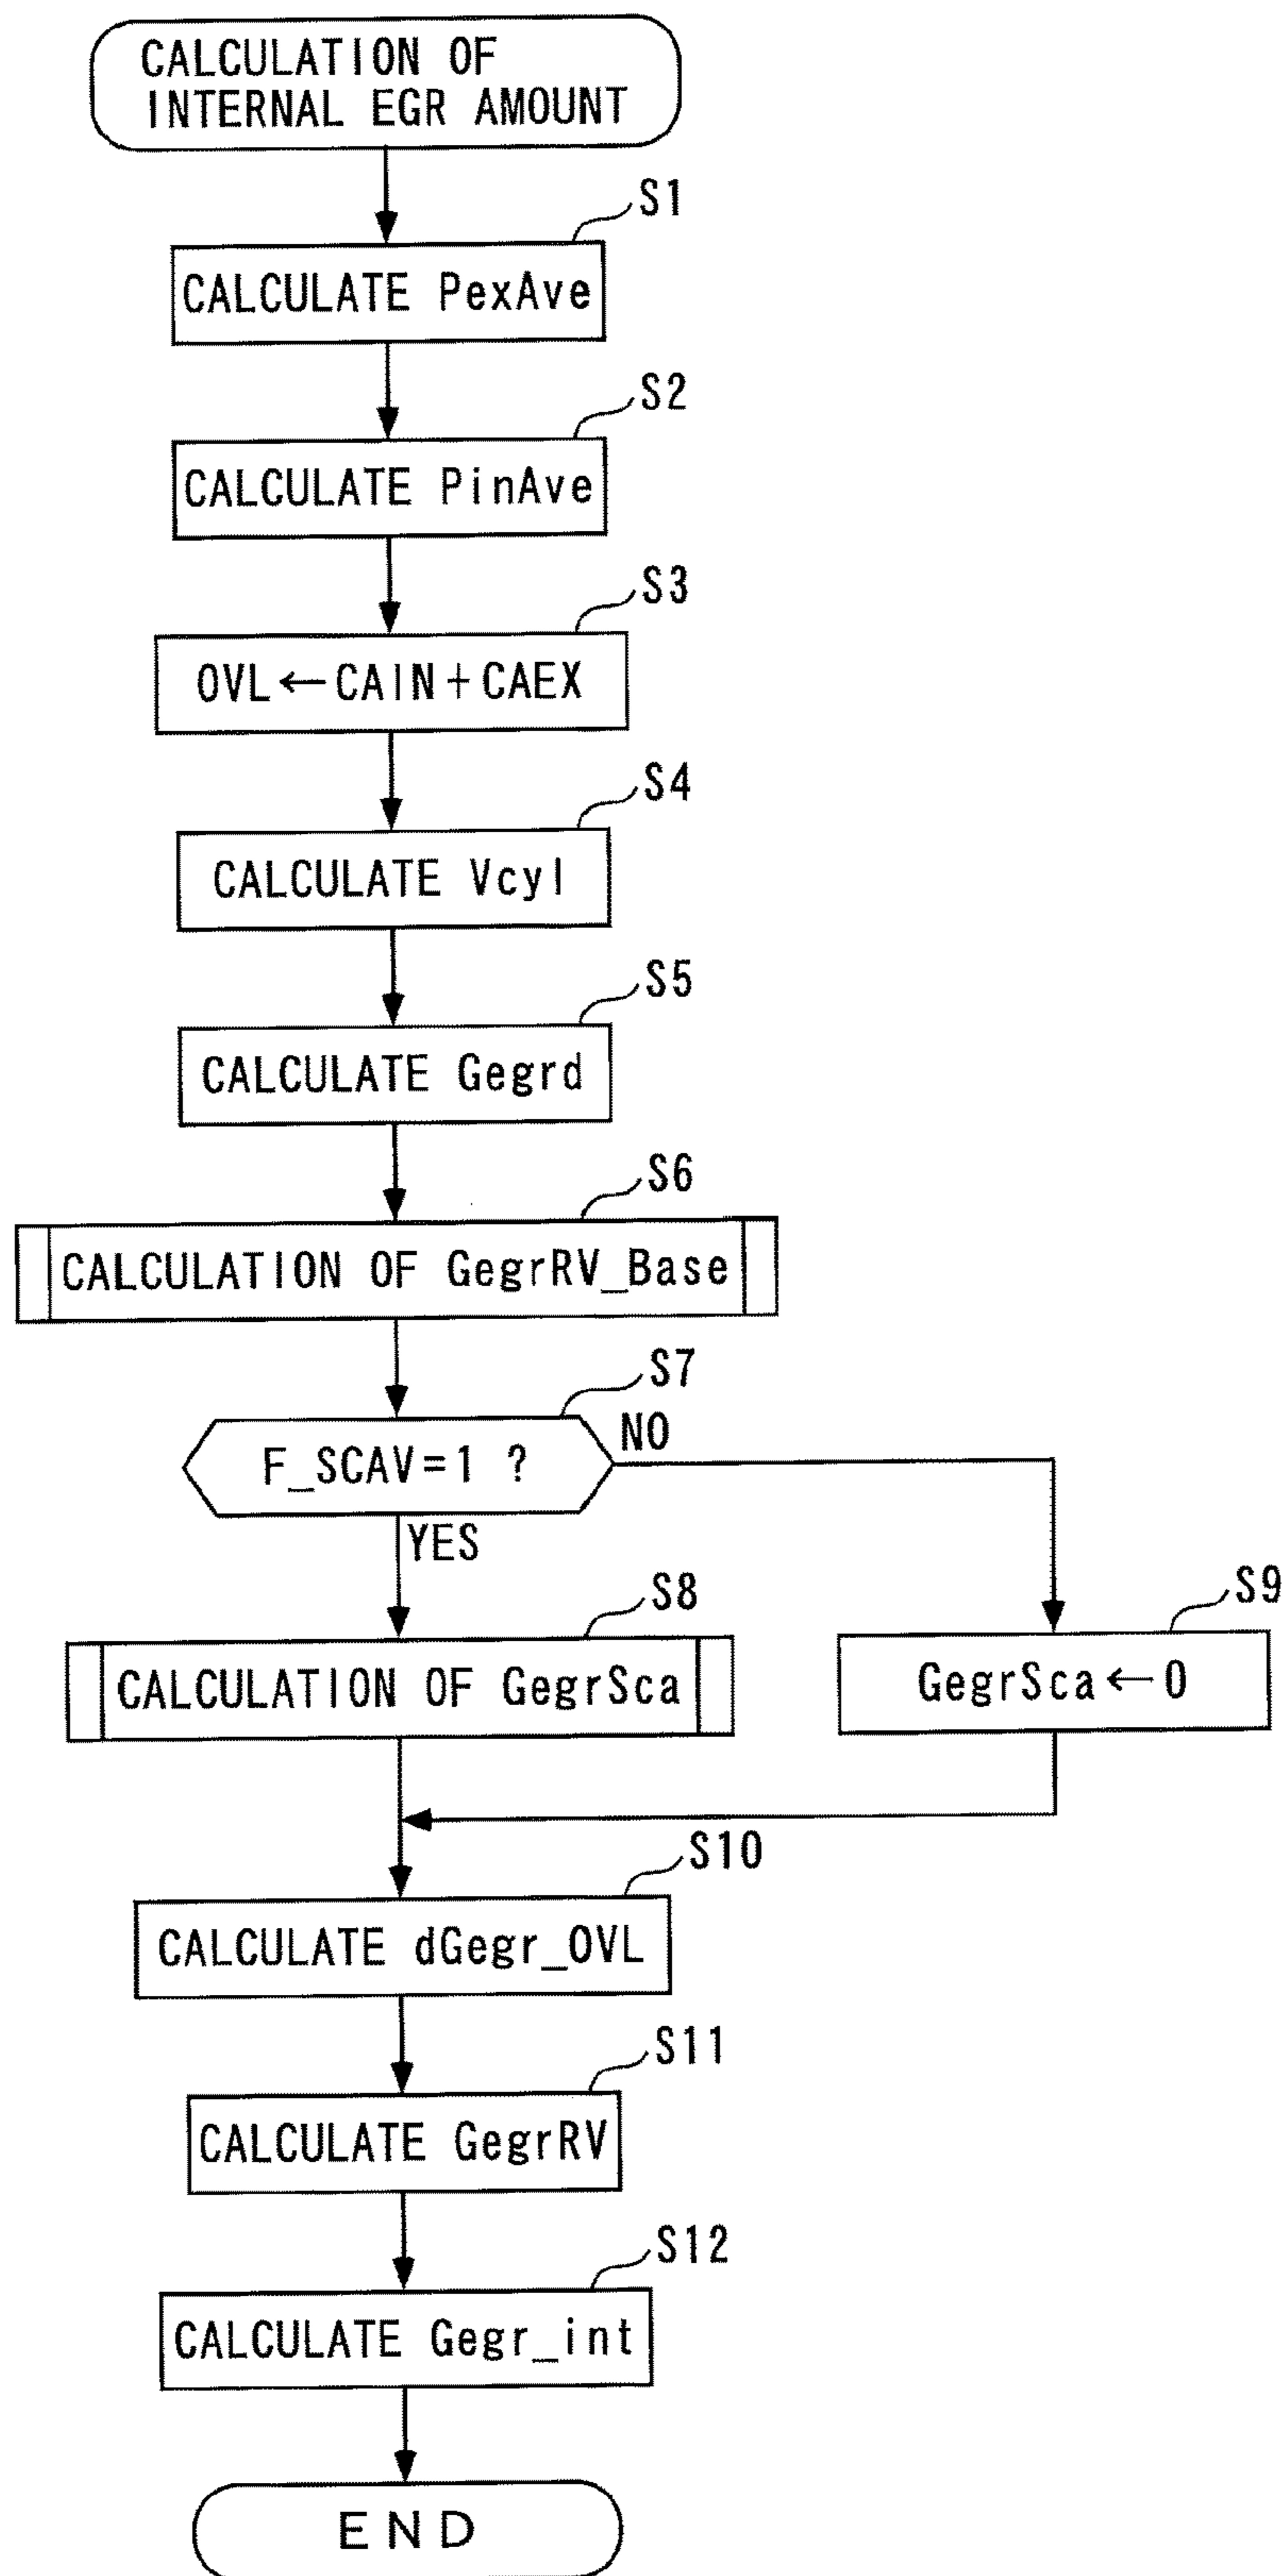 CALCULATION OF
INTERNAL EGR AMOUNT
S1
CALCULATE PexAve
S2
CALCULATE PinAve
S3
OVL←CAIN+CAEX
S4
CALCULATE Vcyl
S5
CALCULATE Gegrd
S6
CALCULATION OF GegrRV_Base
S7
F_SCAV=1 ?
NO
YES
S8
CALCULATION OF GegrSca
S9
GegrSca←0
S10
CALCULATE dGegr_OVL
S11
CALCULATE GegrRV
S12
CALCULATE Gegr_int
END